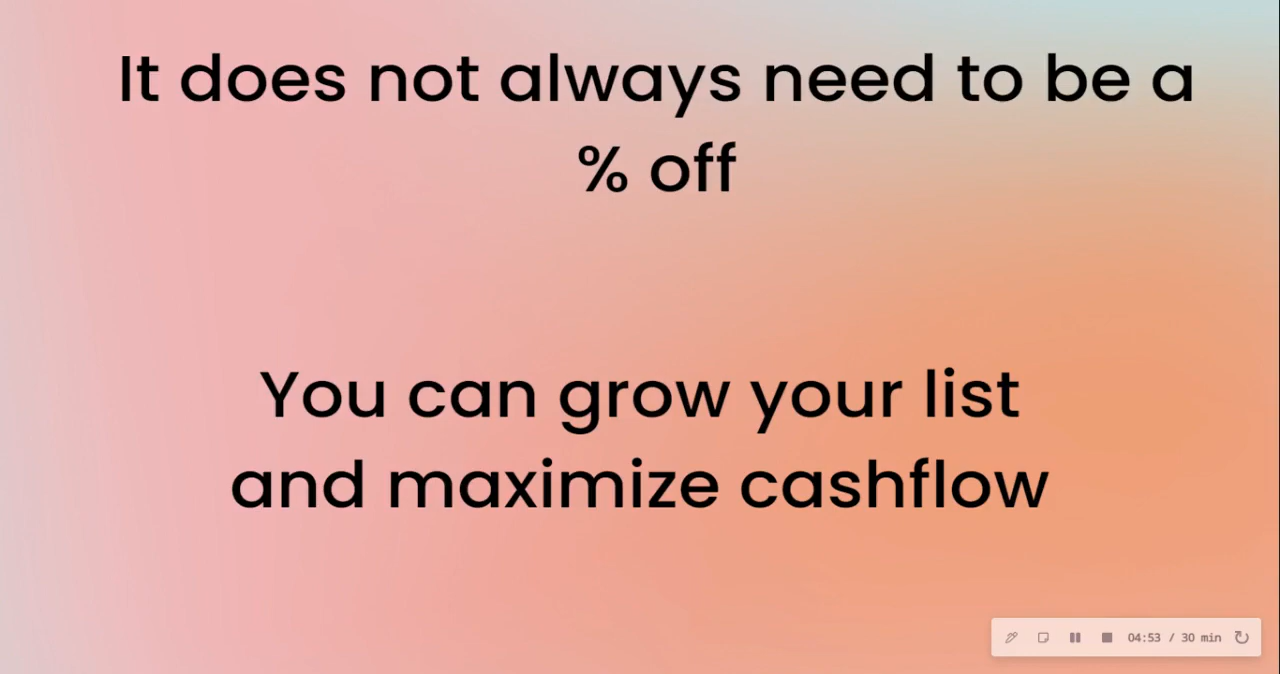 It does not always need to be a
% off
You can grow your list
and maximize cashflow
04:53 / 30 min